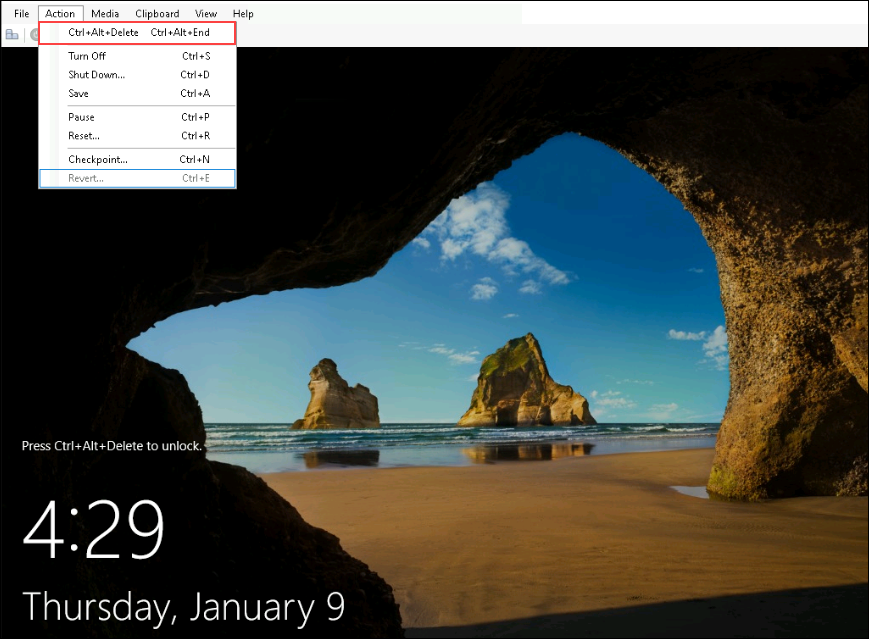 File Action Media Clipboard View Help
Ctrl+Alt+Delete Ctrl+Alt+End
Turn Off Ctrl+S
Shut Down... Ctrl+D
Save Ctrl+A
Pause Ctrl+P
Reset... Ctrl+R
Checkpoint... Ctrl+N
Revert... Ctrl+E
Press Ctrl+Alt+Delete to unlock.
4:29
Thursday, January 9